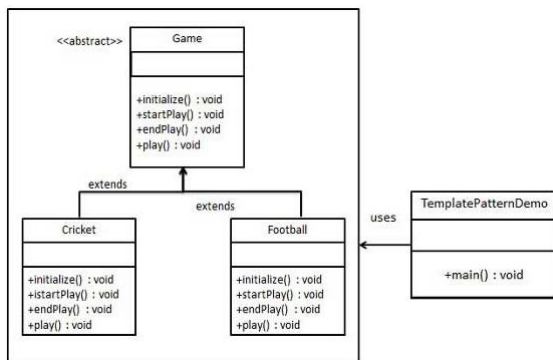 Game
<<abstract>>
+initialize() : void
+startPlay() : void
+endPlay() : void
+play() : void
extends
extends
Cricket
+initialize() : void
+istartPlay() : void
+endPlay() : void
+play() : void
Football
+initialize() : void
+startPlay() : void
+endPlay() : void
+play() : void
uses
TemplatePatternDemo
+main() : void